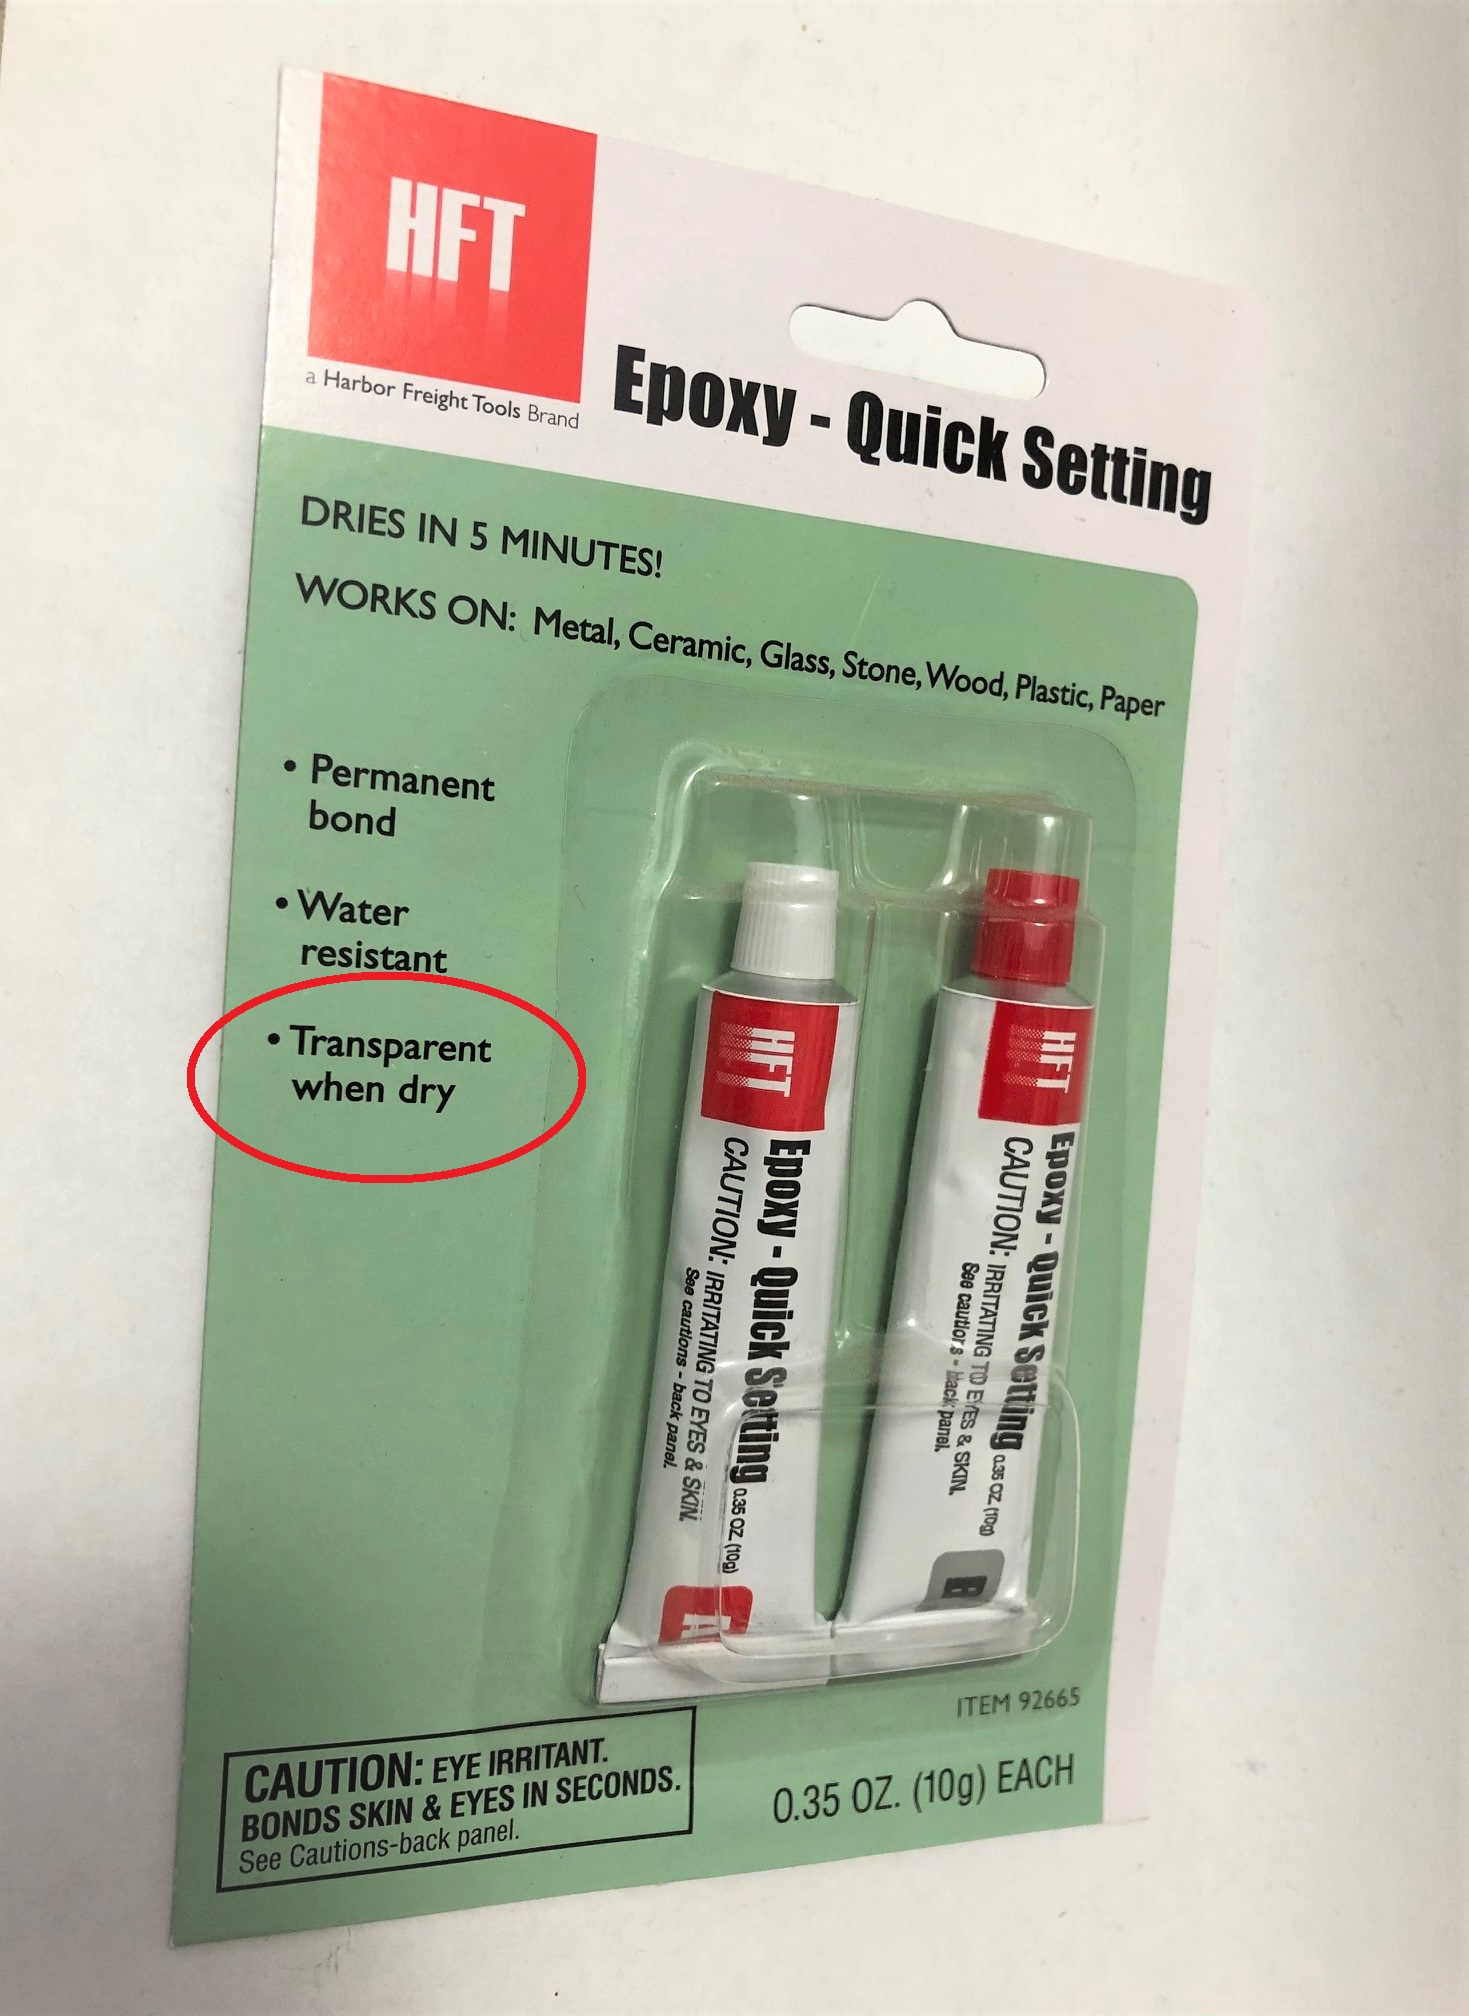 HFT
a Harbor Freight Tools Brand
Epoxy - Quick Setting
DRIES IN 5 MINUTES!
WORKS ON: Metal, Ceramic, Glass, Stone, Wood, Plastic, Paper
• Permanent
bond
• Water
resistant
• Transparent
when dry
HFT
Epoxy - Quick Setting 0.35 OZ. (10g)
CAUTION: IRRITATING TO EYES & SKIN.
See cautions - back panel.
A
HFT
Epoxy - Quick Setting 0.35 OZ. (10g)
CAUTION: IRRITATING TO EYES & SKIN.
See cautions - back panel.
B
ITEM 92665
0.35 OZ. (10g) EACH
CAUTION: EYE IRRITANT.
BONDS SKIN & EYES IN SECONDS.
See Cautions-back panel.